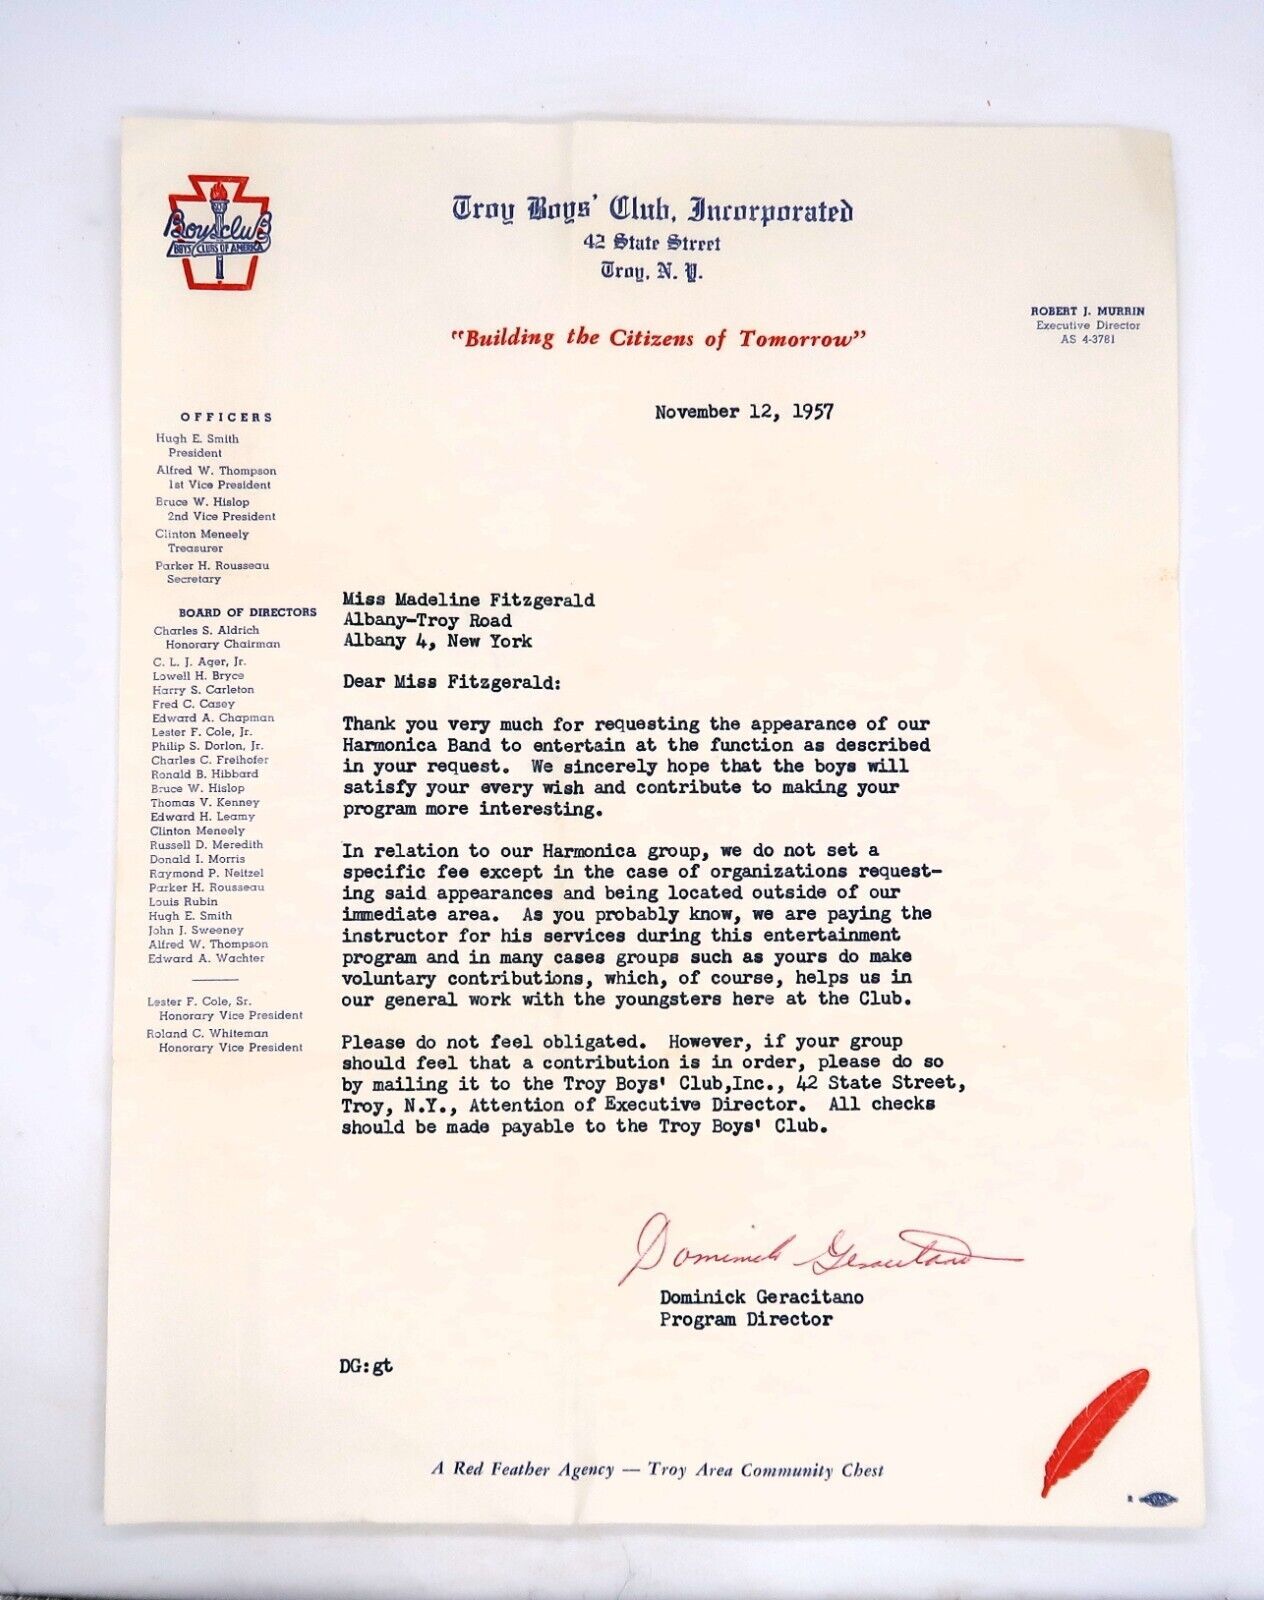 Boys' Club
BOYS' CLUBS OF AMERICA
Troy Boys' Club, Incorporated
42 State Street
Troy, N. Y.
"Building the Citizens of Tomorrow"
ROBERT J. MURRIN
Executive Director
AS 4-3781
November 12, 1957
OFFICERS
Hugh E. Smith
President
Alfred W. Thompson
1st Vice President
Bruce W. Hislop
2nd Vice President
Clinton Meneely
Treasurer
Parker H. Rousseau
Secretary
BOARD OF DIRECTORS
Charles S. Aldrich
Honorary Chairman
C. L. J. Ager, Jr.
Lowell H. Bryce
Harry S. Carleton
Fred C. Casey
Edward A. Chapman
Lester F. Cole, Jr.
Philip S. Dorlon, Jr.
Charles C. Freihofer
Ronald B. Hibbard
Bruce W. Hislop
Thomas V. Kenney
Edward H. Leamy
Clinton Meneely
Russell D. Meredith
Donald I. Morris
Raymond P. Neitzel
Parker H. Rousseau
Louis Rubin
Hugh E. Smith
John J. Sweeney
Alfred W. Thompson
Edward A. Wachter
Lester F. Cole, Sr.
Honorary Vice President
Roland C. Whiteman
Honorary Vice President
Miss Madeline Fitzgerald
Albany-Troy Road
Albany 4, New York
Dear Miss Fitzgerald:
Thank you very much for requesting the appearance of our
Harmonica Band to entertain at the function as described
in your request. We sincerely hope that the boys will
satisfy your every wish and contribute to making your
program more interesting.
In relation to our Harmonica group, we do not set a
specific fee except in the case of organizations request-
ing said appearances and being located outside of our
immediate area. As you probably know, we are paying the
instructor for his services during this entertainment
program and in many cases groups such as yours do make
voluntary contributions, which, of course, helps us in
our general work with the youngsters here at the Club.
Please do not feel obligated. However, if your group
should feel that a contribution is in order, please do so
by mailing it to the Troy Boys' Club,Inc., 42 State Street,
Troy, N.Y., Attention of Executive Director. All checks
should be made payable to the Troy Boys' Club.
Dominick Geracitano
Dominick Geracitano
Program Director
DG:gt
A Red Feather Agency — Troy Area Community Chest